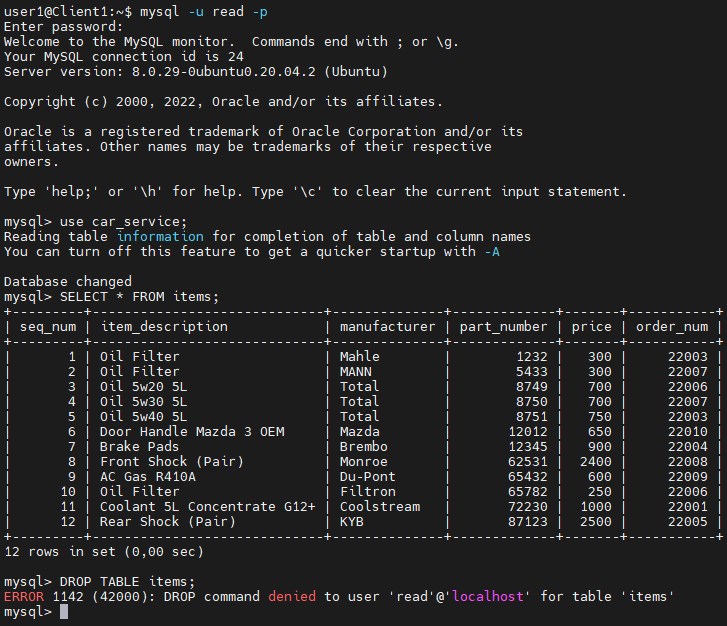 user1@Client1:~$ mysql -u read -p
Enter password:
Welcome to the MySQL monitor.  Commands end with ; or \g.
Your MySQL connection id is 24
Server version: 8.0.29-0ubuntu0.20.04.2 (Ubuntu)

Copyright (c) 2000, 2022, Oracle and/or its affiliates.

Oracle is a registered trademark of Oracle Corporation and/or its
affiliates. Other names may be trademarks of their respective
owners.

Type 'help;' or '\h' for help. Type '\c' to clear the current input statement.

mysql> use car_service;
Reading table information for completion of table and column names
You can turn off this feature to get a quicker startup with -A

Database changed
mysql> SELECT * FROM items;
+---------+----------------------------+--------------+-------------+-------+-----------+
| seq_num | item_description           | manufacturer | part_number | price | order_num |
+---------+----------------------------+--------------+-------------+-------+-----------+
|       1 | Oil Filter                 | Mahle        |        1232 |   300 |     22003 |
|       2 | Oil Filter                 | MANN         |        5433 |   300 |     22007 |
|       3 | Oil 5w20 5L                | Total        |        8749 |   700 |     22006 |
|       4 | Oil 5w30 5L                | Total        |        8750 |   700 |     22007 |
|       5 | Oil 5w40 5L                | Total        |        8751 |   750 |     22003 |
|       6 | Door Handle Mazda 3 OEM    | Mazda        |       12012 |   650 |     22010 |
|       7 | Brake Pads                 | Brembo       |       12345 |   900 |     22004 |
|       8 | Front Shock (Pair)         | Monroe       |       62531 |  2400 |     22008 |
|       9 | AC Gas R410A               | Du-Pont      |       65432 |   600 |     22009 |
|      10 | Oil Filter                 | Filtron      |       65782 |   250 |     22006 |
|      11 | Coolant 5L Concentrate G12+ | Coolstream   |       72230 |  1000 |     22001 |
|      12 | Rear Shock (Pair)          | KYB          |       87123 |  2500 |     22005 |
+---------+----------------------------+--------------+-------------+-------+-----------+
12 rows in set (0,00 sec)

mysql> DROP TABLE items;
ERROR 1142 (42000): DROP command denied to user 'read'@'localhost' for table 'items'
mysql>